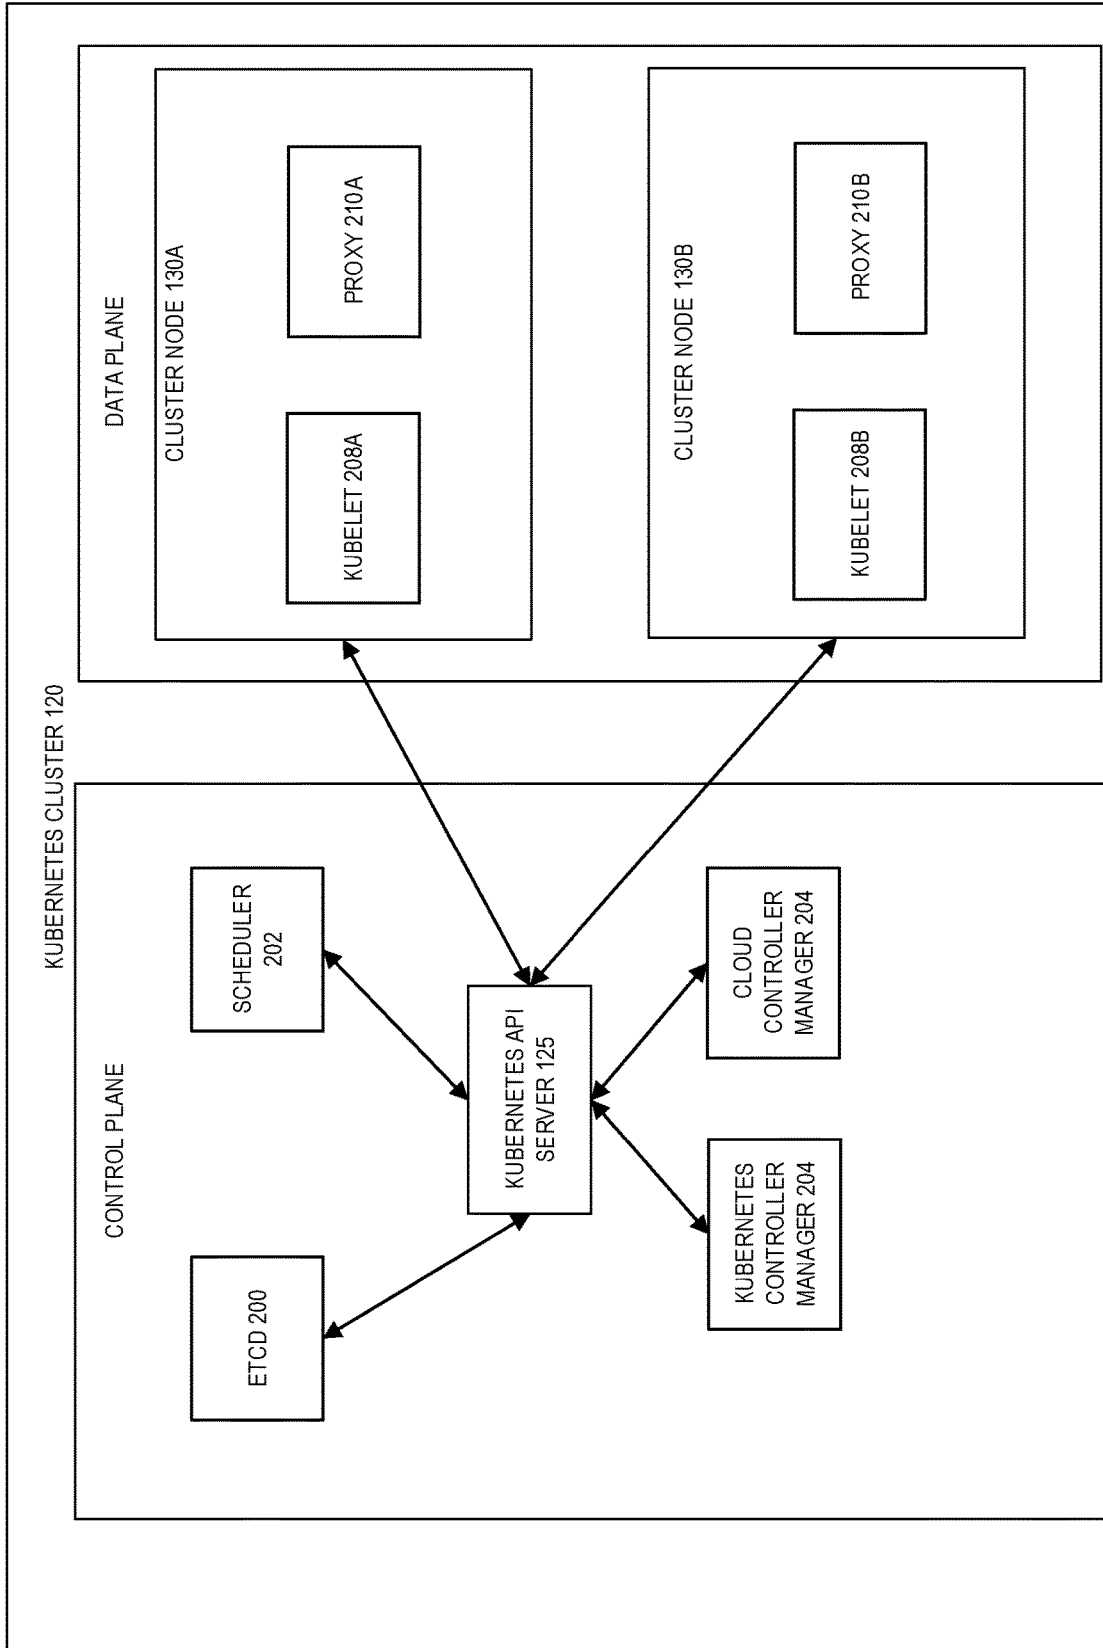 KUBERNETES CLUSTER 120
CONTROL PLANE
ETCD 200
SCHEDULER
202
KUBERNETES API
SERVER 125
KUBERNETES
CONTROLLER
MANAGER 204
CLOUD
CONTROLLER
MANAGER 204
DATA PLANE
CLUSTER NODE 130A
KUBELET 208A
PROXY 210A
CLUSTER NODE 130B
KUBELET 208B
PROXY 210B